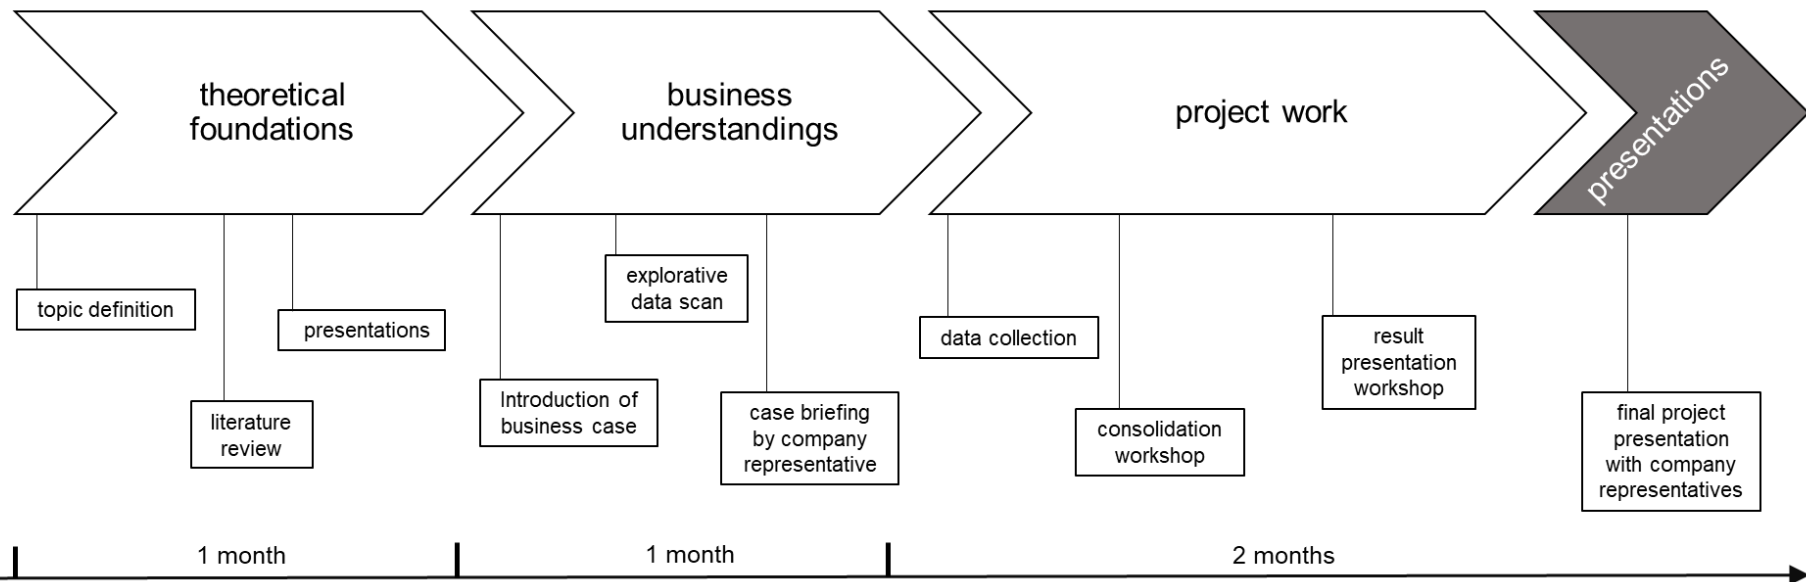 theoretical
foundations
business
understandings
project work
presentations
topic definition
literature
review
presentations
Introduction of
business case
explorative
data scan
case briefing
by company
representative
data collection
consolidation
workshop
result
presentation
workshop
final project
presentation
with company
representatives
1 month
1 month
2 months